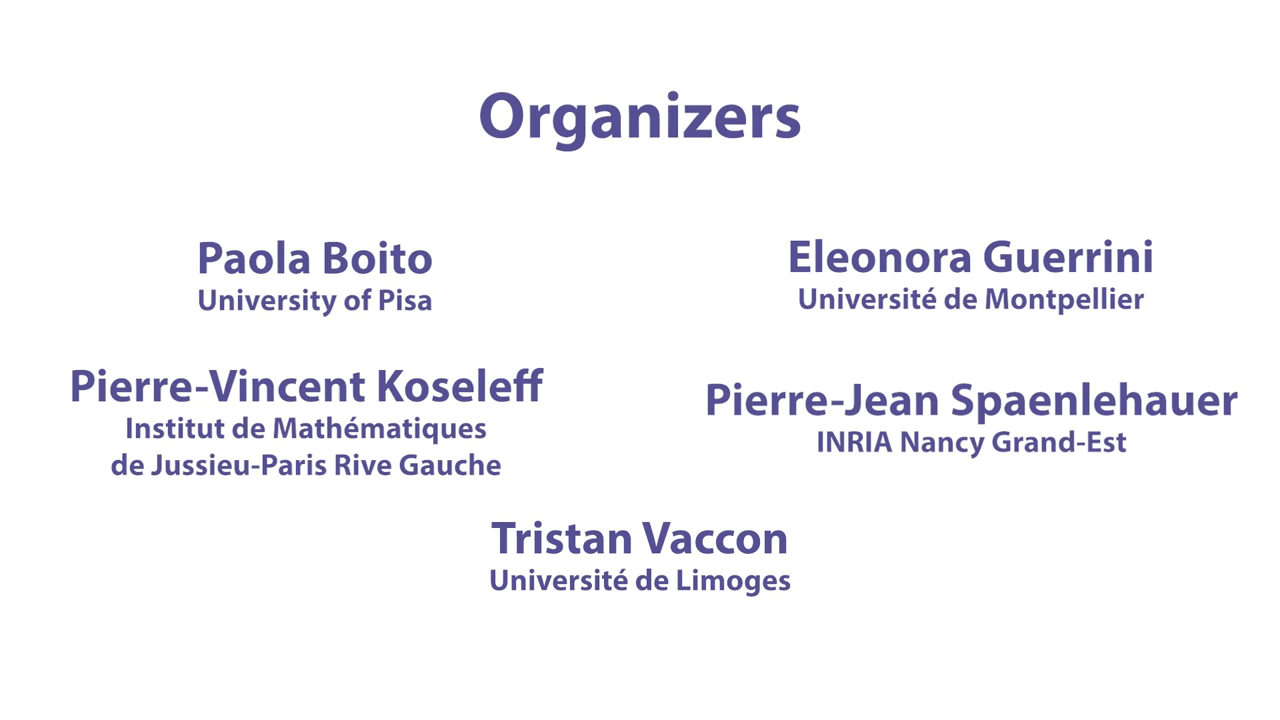 Organizers
Paola Boito
University of Pisa
Eleonora Guerrini
Université de Montpellier
Pierre-Vincent Koseleff
Institut de Mathématiques
de Jussieu-Paris Rive Gauche
Pierre-Jean Spaenlehauer
INRIA Nancy Grand-Est
Tristan Vaccon
Université de Limoges